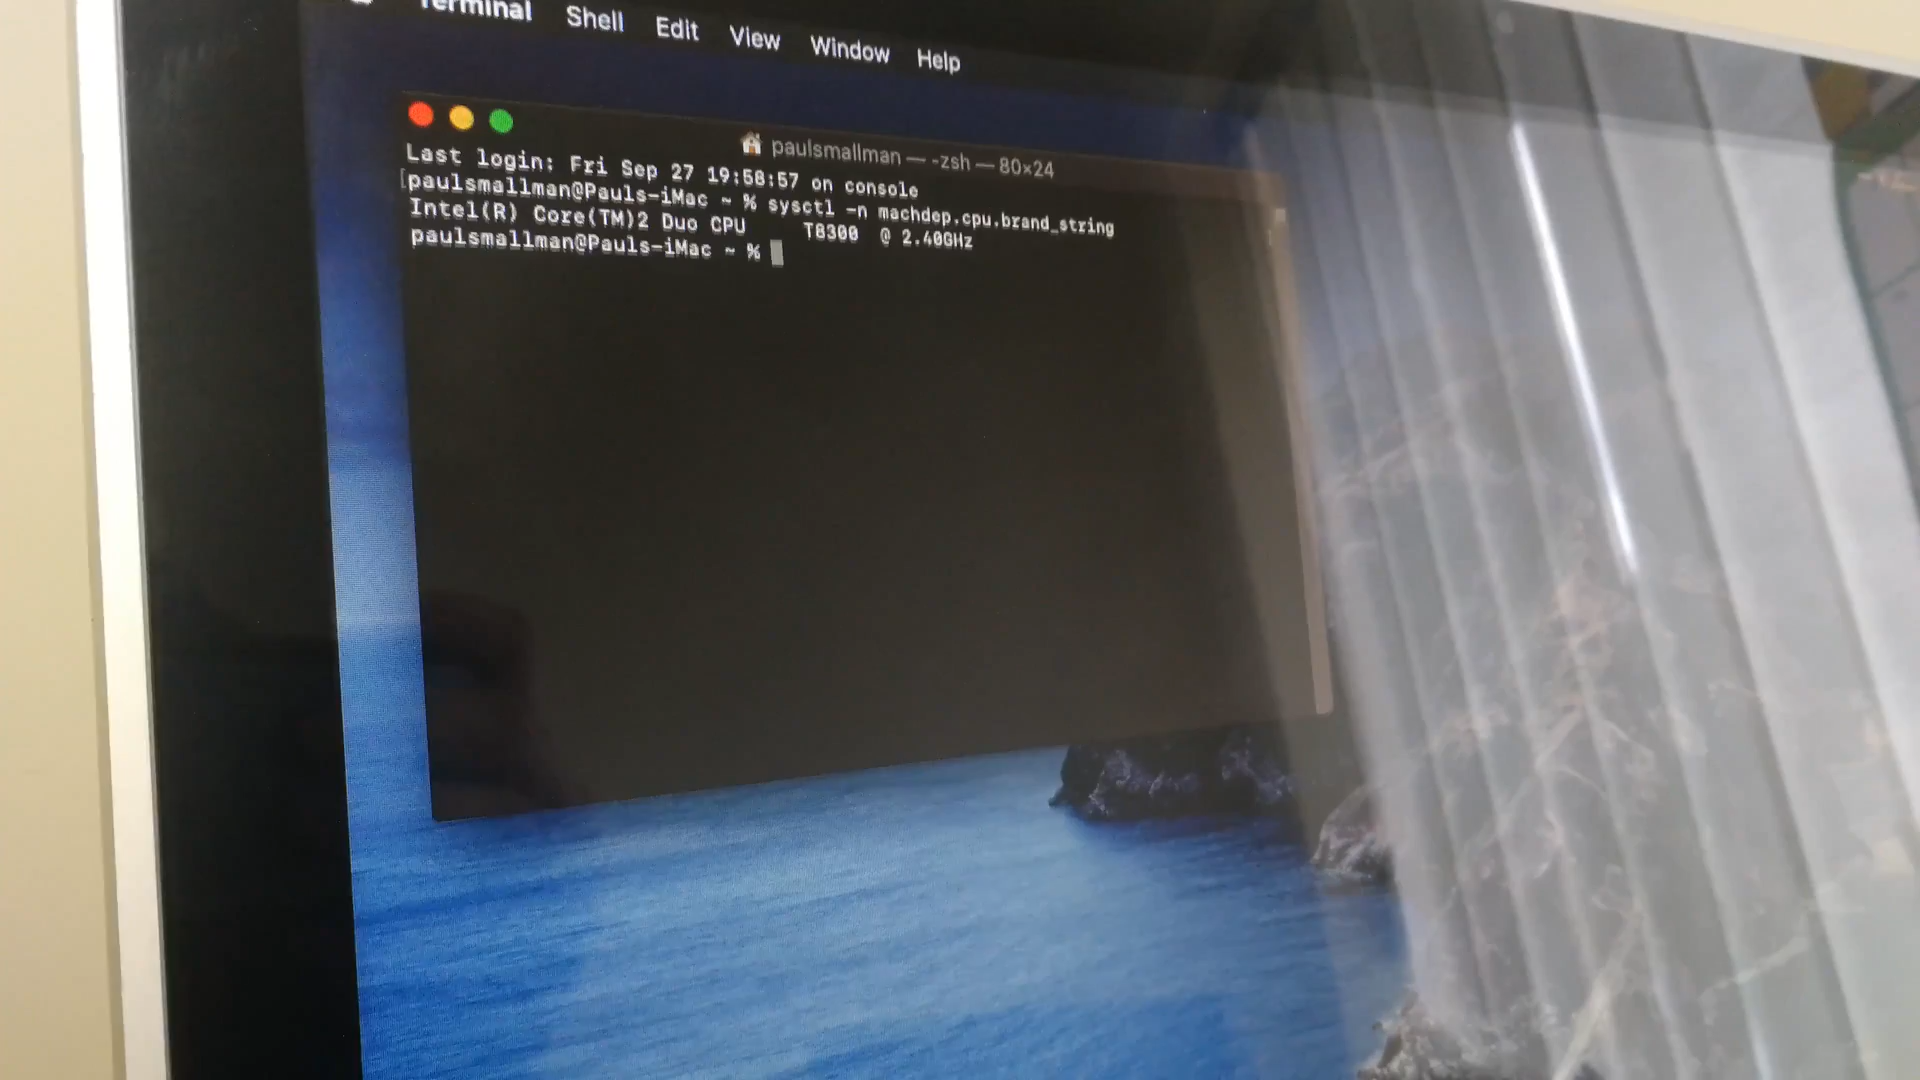 Terminal Shell Edit View Window Help
paulsmallman — -zsh — 80×24
Last login: Fri Sep 27 19:58:57 on console
[paulsmallman@Pauls-iMac ~ % sysctl -n machdep.cpu.brand_string
Intel(R) Core(TM)2 Duo CPU     T8300  @ 2.40GHz
paulsmallman@Pauls-iMac ~ %